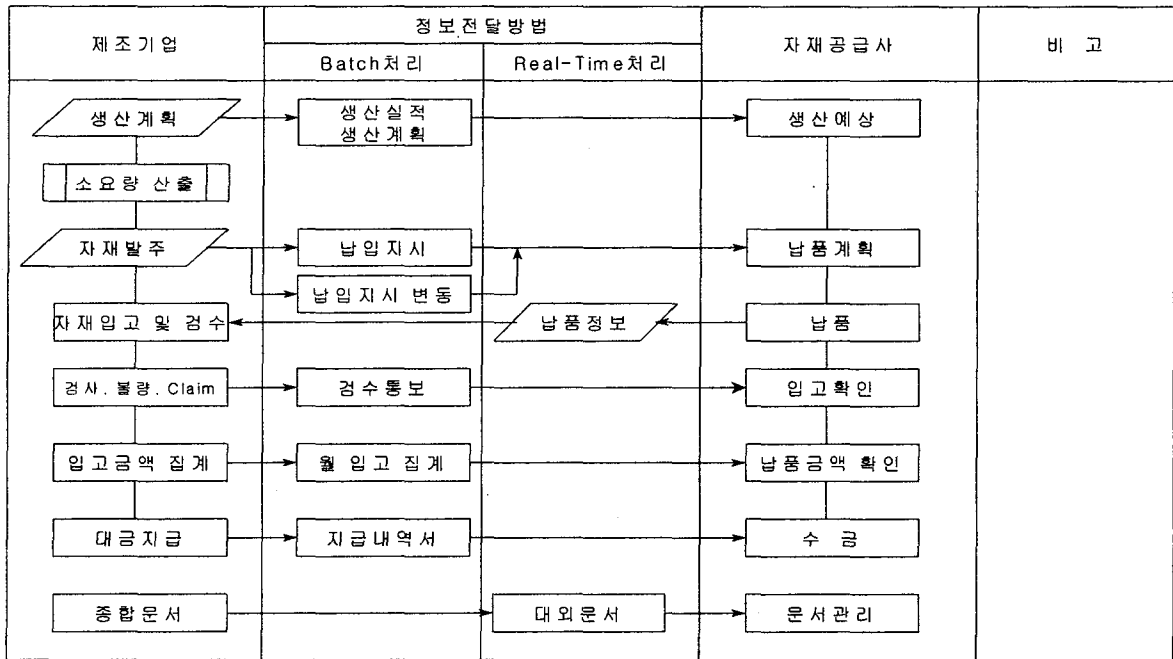 제조기업
정보전달방법
자재공급사
비 고
Batch처리
Real-Time처리
생산계획
생산실적
생산계획
생산예상
소요량 산출
자재발주
납입지시
납품계획
납입지시 변동
자재입고 및 검수
납품정보
납품
검사. 불량. Claim
검수통보
입고확인
입고금액 집계
월 입고 집계
납품금액 확인
대금지급
지급내역서
수 금
종합문서
대외문서
문서관리